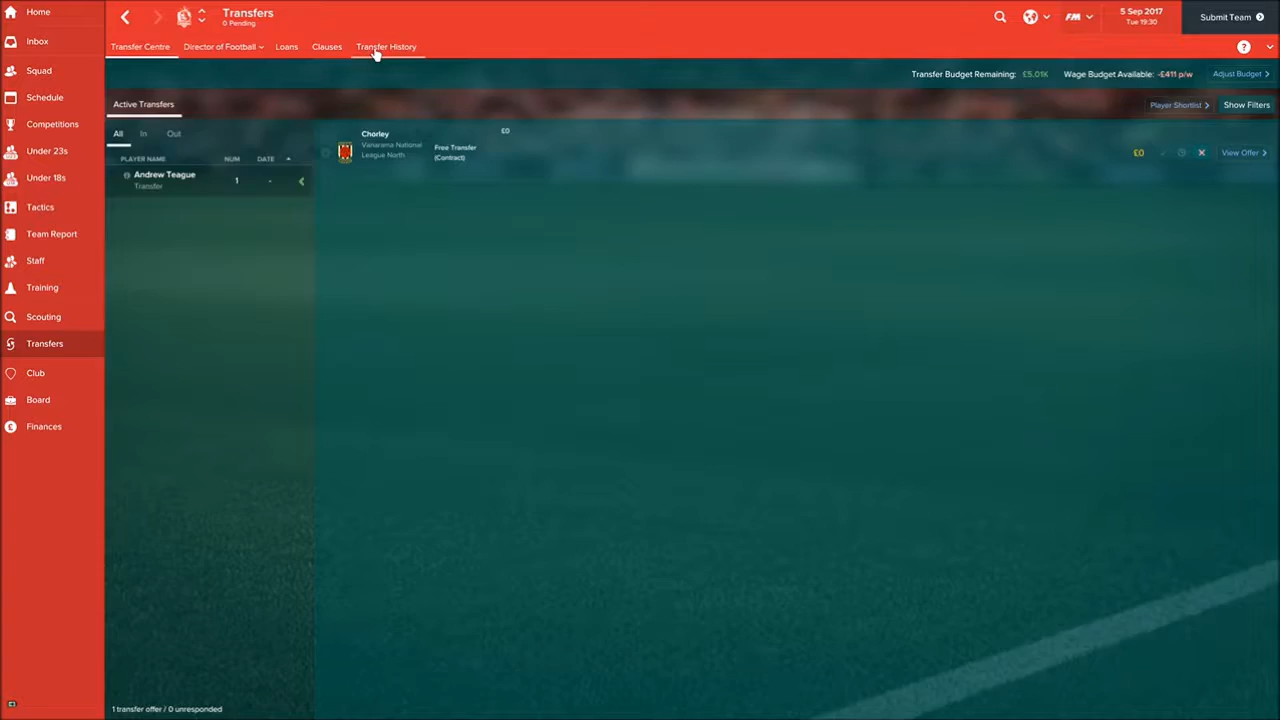 Home
Inbox
Squad
Schedule
Competitions
Under 23s
Under 18s
Tactics
Team Report
Staff
Training
Scouting
Transfers
Club
Board
Finances
Transfers
0 Pending
FM
5 Sep 2017
Tue 19:30
Submit Team
Transfer Centre Director of Football Loans Clauses Transfer History
?
Transfer Budget Remaining: £5.01K Wage Budget Available: -£411 p/w Adjust Budget
Active Transfers
Player Shortlist
Show Filters
All In Out
PLAYER NAME NUM DATE
Andrew Teague 1 -
Transfer
Chorley
Vanarama National
League North
Free Transfer
(Contract)
£0
£0
View Offer
1 transfer offer / 0 unresponded